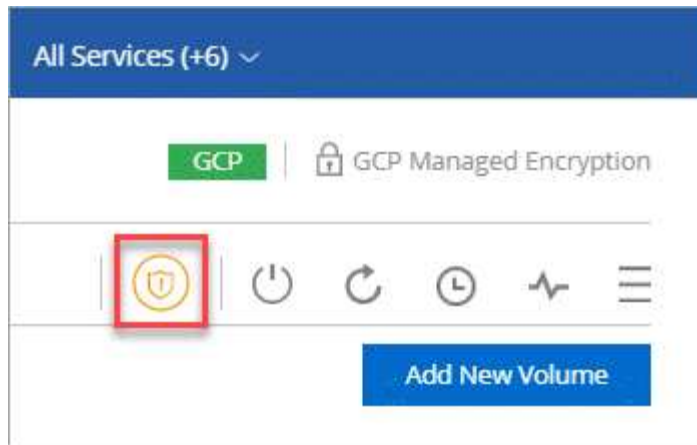 All Services (+6)
GCP
GCP Managed Encryption
Add New Volume